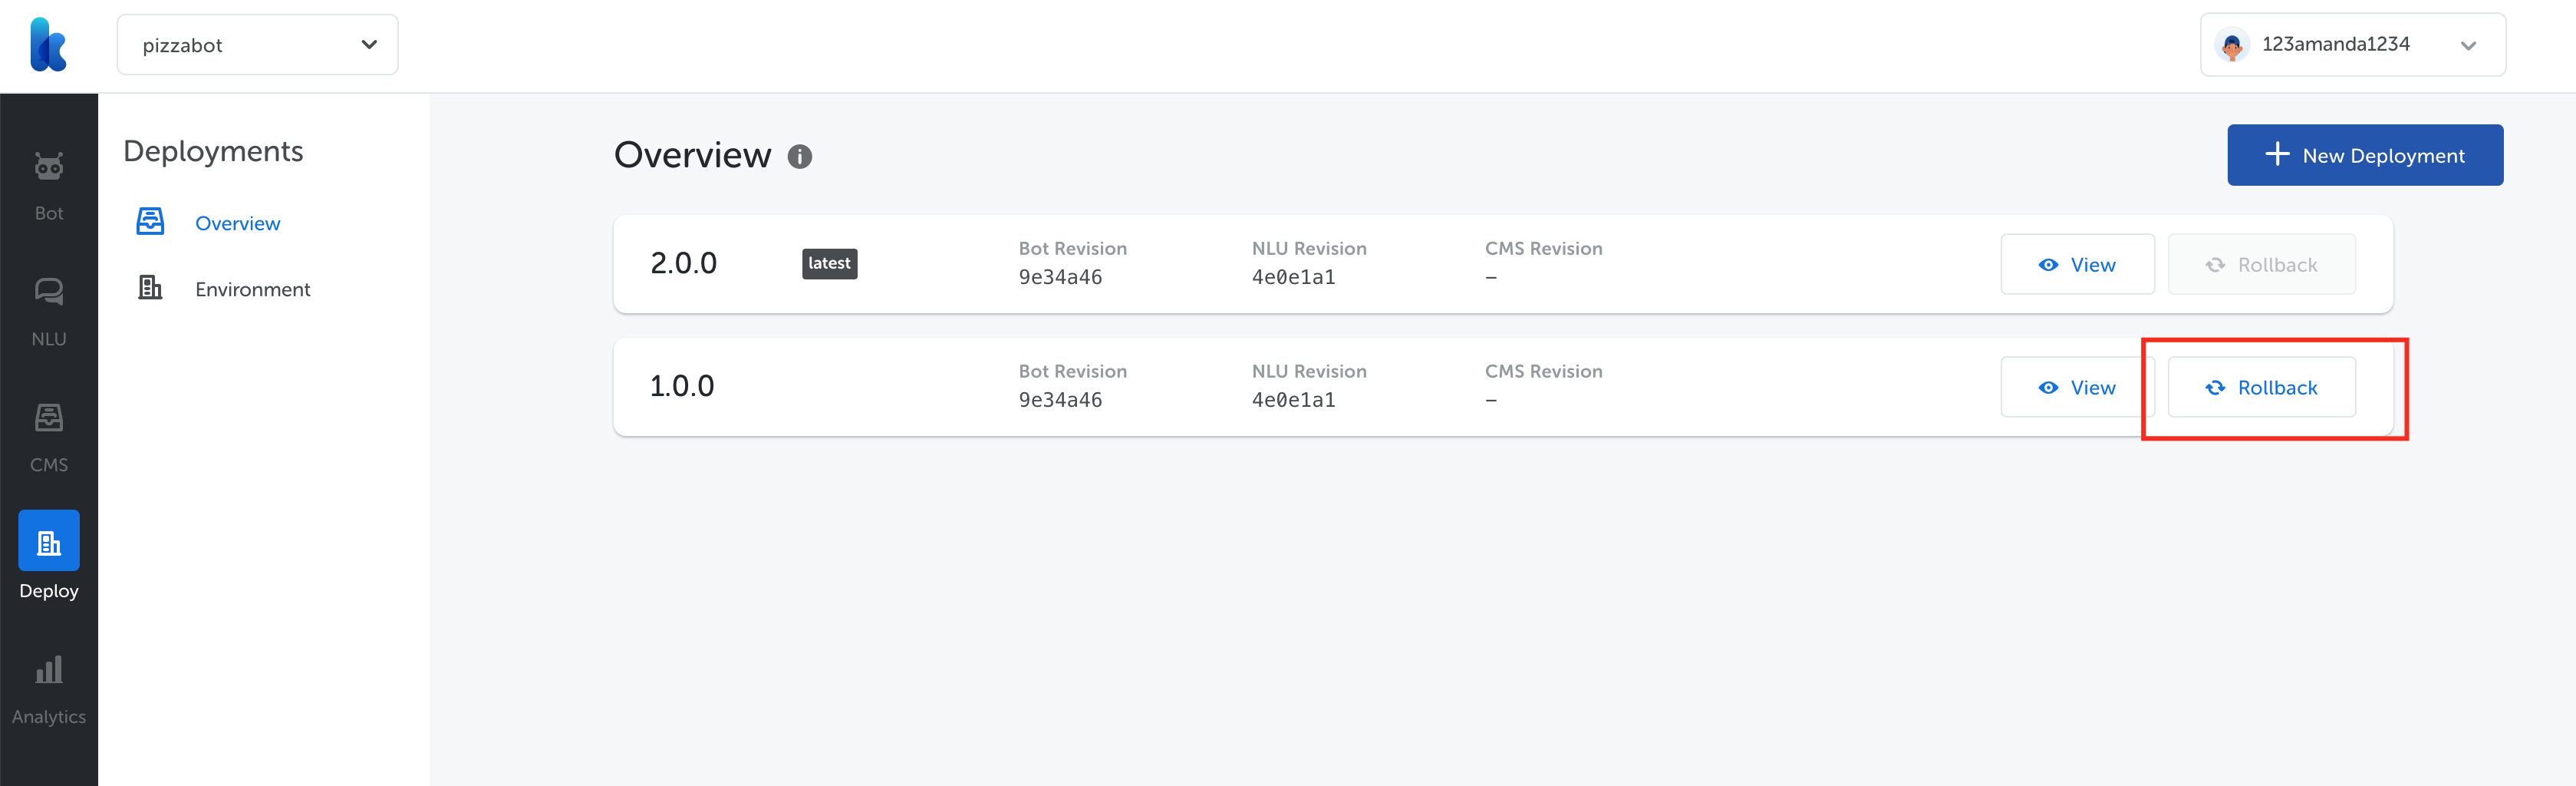 pizzabot
123amanda1234
Bot
NLU
CMS
Deploy
Analytics
Deployments
Overview
Environment
Overview
New Deployment
2.0.0 latest Bot Revision NLU Revision CMS Revision View Rollback
9e34a46 4e0e1a1 –
1.0.0 Bot Revision NLU Revision CMS Revision View Rollback
9e34a46 4e0e1a1 –